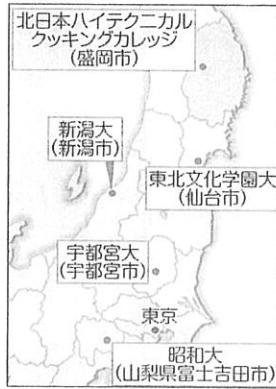 北日本ハイテクニカル
クッキングカレッジ
(盛岡市)
新潟大
(新潟市)
東北文化学園大
(仙台市)
宇都宮大
(宇都宮市)
東京
昭和大
(山梨県富士吉田市)